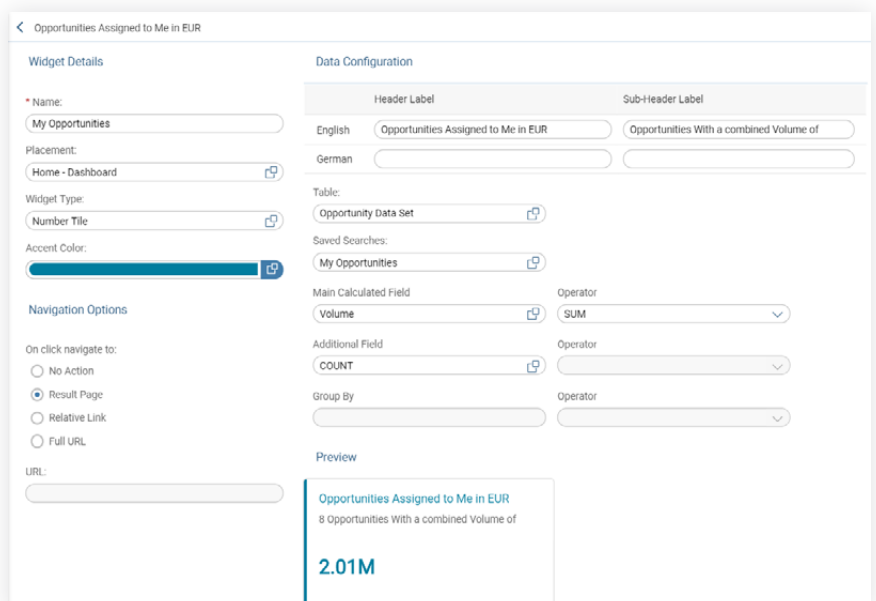 Opportunities Assigned to Me in EUR
Widget Details
* Name:
My Opportunities
Placement:
Home - Dashboard
Widget Type:
Number Tile
Accent Color:
Navigation Options
On click navigate to:
No Action
Result Page
Relative Link
Full URL
URL:
Data Configuration
Header Label Sub-Header Label
English Opportunities Assigned to Me in EUR Opportunities With a combined Volume of
German
Table:
Opportunity Data Set
Saved Searches:
My Opportunities
Main Calculated Field Operator
Volume SUM
Additional Field Operator
COUNT
Group By Operator
Preview
Opportunities Assigned to Me in EUR
8 Opportunities With a combined Volume of
2.01M